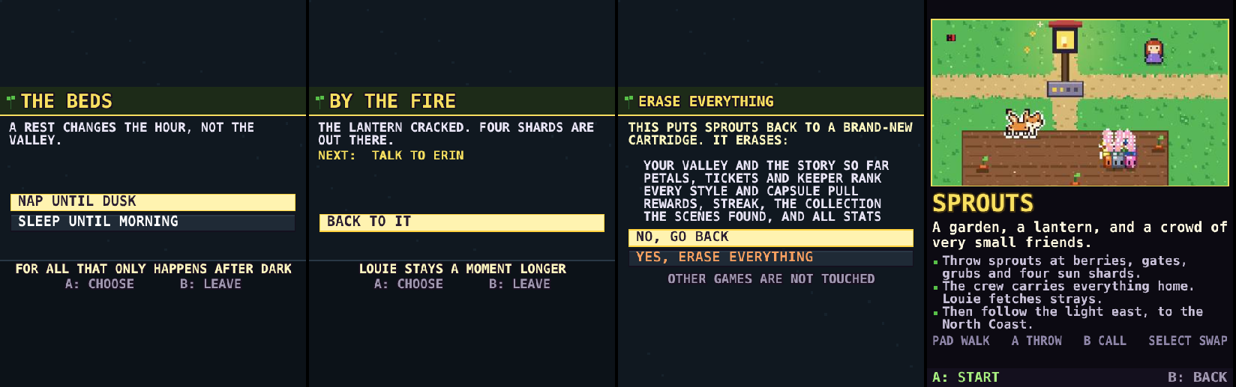 THE BEDS
A REST CHANGES THE HOUR, NOT THE
VALLEY.
NAP UNTIL DUSK
SLEEP UNTIL MORNING
FOR ALL THAT ONLY HAPPENS AFTER DARK
A: CHOOSE B: LEAVE
BY THE FIRE
THE LANTERN CRACKED. FOUR SHARDS ARE
OUT THERE.
NEXT: TALK TO ERIN
BACK TO IT
LOUIE STAYS A MOMENT LONGER
A: CHOOSE B: LEAVE
ERASE EVERYTHING
THIS PUTS SPROUTS BACK TO A BRAND-NEW
CARTRIDGE. IT ERASES:
YOUR VALLEY AND THE STORY SO FAR
PETALS, TICKETS AND KEEPER RANK
EVERY STYLE AND CAPSULE PULL
REWARDS, STREAK, THE COLLECTION
THE SCENES FOUND, AND ALL STATS
NO, GO BACK
YES, ERASE EVERYTHING
OTHER GAMES ARE NOT TOUCHED
SPROUTS
A garden, a lantern, and a crowd of
very small friends.
Throw sprouts at berries, gates,
grubs and four sun shards.
The crew carries everything home.
Louie fetches strays.
Then follow the light east, to the
North Coast.
PAD WALK A THROW B CALL SELECT SWAP
A: START B: BACK